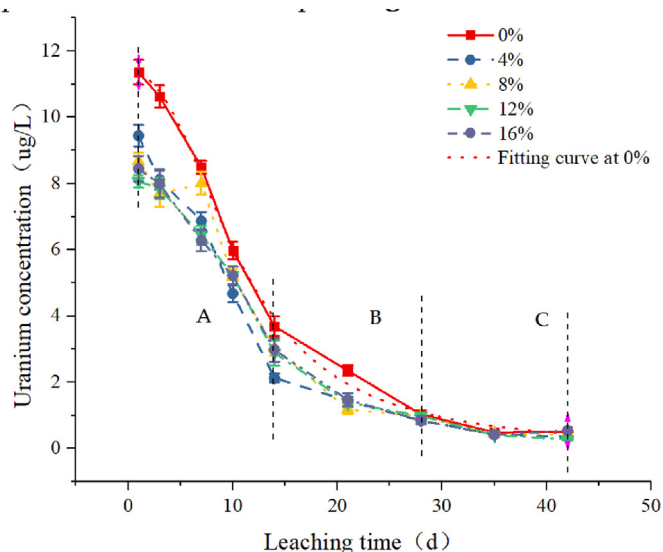 12
10
8
6
4
2
0
Uranium concentration（ug/L）
0%
4%
8%
12%
16%
Fitting curve at 0%
A
B
C
0 10 20 30 40 50
Leaching time（d）